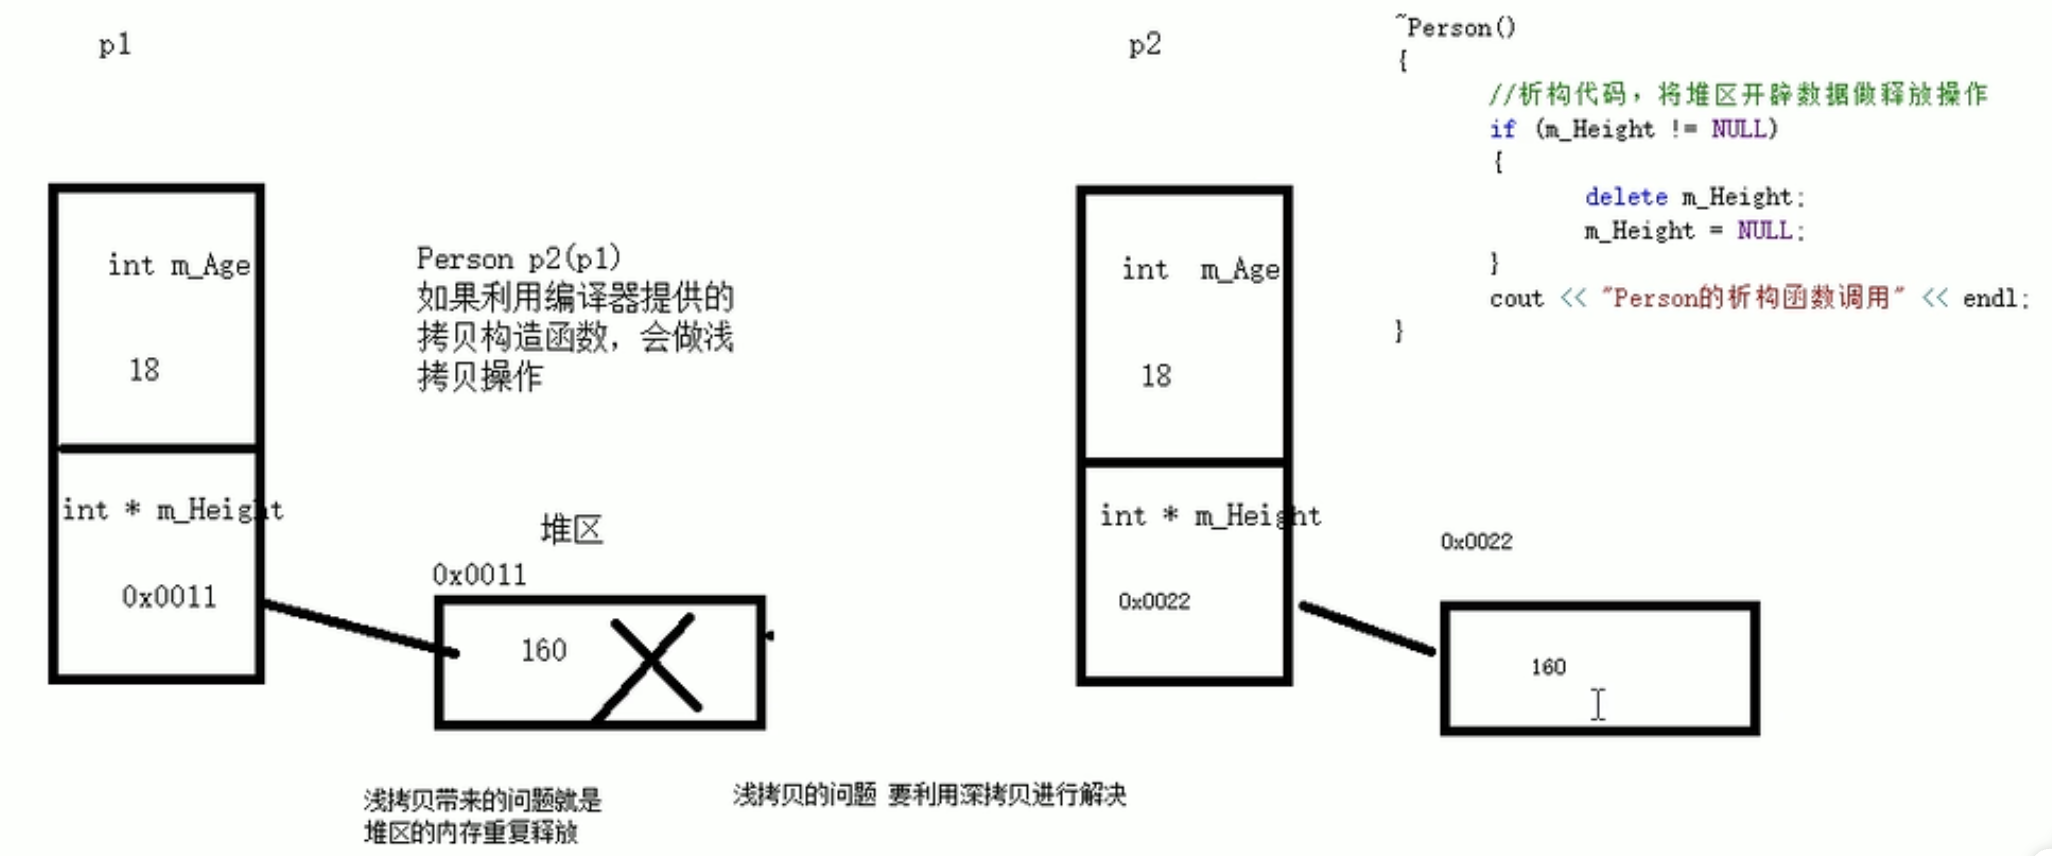 p1
int m_Age
18
int * m_Height
0x0011
Person p2(p1)
如果利用编译器提供的
拷贝构造函数，会做浅
拷贝操作
堆区
0x0011
160
浅拷贝带来的问题就是
堆区的内存重复释放
浅拷贝的问题 要利用深拷贝进行解决
p2
int  m_Age
18
int * m_Height
0x0022
0x0022
160
~Person()
{
//析构代码，将堆区开辟数据做释放操作
if (m_Height != NULL)
{
delete m_Height;
m_Height = NULL;
}
cout << "Person的析构函数调用" << endl;
}